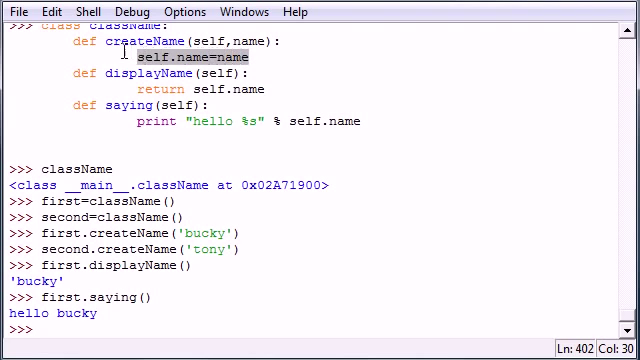 File Edit Shell Debug Options Windows Help
>>> class className:
        def createName(self,name):
                self.name=name
        def displayName(self):
                return self.name
        def saying(self):
                print "hello %s" % self.name
>>> className
<class __main__.className at 0x02A71900>
>>> first=className()
>>> second=className()
>>> first.createName('bucky')
>>> second.createName('tony')
>>> first.displayName()
'bucky'
>>> first.saying()
hello bucky
>>>
Ln: 402 Col: 30